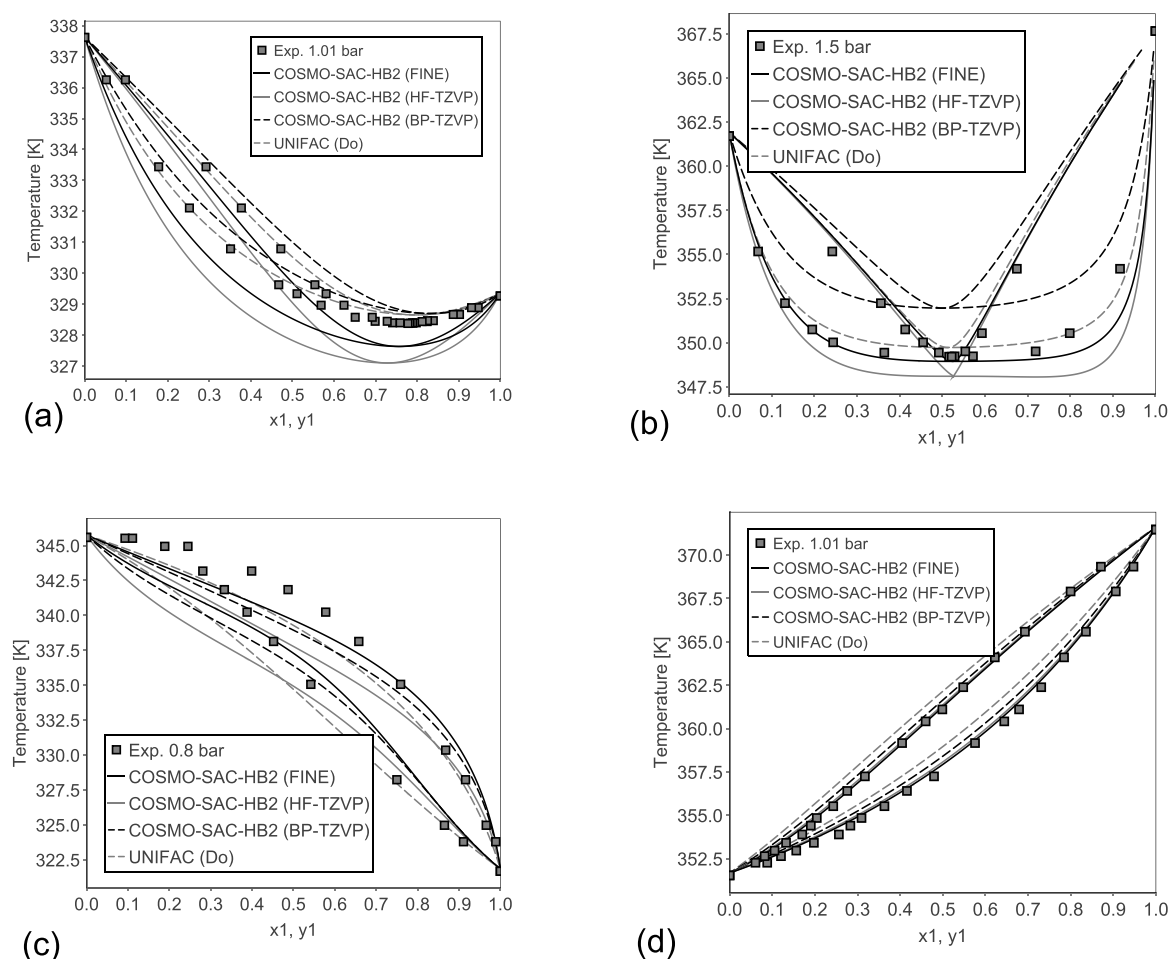 338
337
336
335
334
333
332
331
330
329
328
327
Temperature [K]
Exp. 1.01 bar
COSMO-SAC-HB2 (FINE)
COSMO-SAC-HB2 (HF-TZVP)
COSMO-SAC-HB2 (BP-TZVP)
UNIFAC (Do)
0.0 0.1 0.2 0.3 0.4 0.5 0.6 0.7 0.8 0.9 1.0
x1, y1
(a)
367.5
365.0
362.5
360.0
357.5
355.0
352.5
350.0
347.5
Temperature [K]
Exp. 1.5 bar
COSMO-SAC-HB2 (FINE)
COSMO-SAC-HB2 (HF-TZVP)
COSMO-SAC-HB2 (BP-TZVP)
UNIFAC (Do)
0.0 0.1 0.2 0.3 0.4 0.5 0.6 0.7 0.8 0.9 1.0
x1, y1
(b)
345.0
342.5
340.0
337.5
335.0
332.5
330.0
327.5
325.0
322.5
Temperature [K]
Exp. 0.8 bar
COSMO-SAC-HB2 (FINE)
COSMO-SAC-HB2 (HF-TZVP)
COSMO-SAC-HB2 (BP-TZVP)
UNIFAC (Do)
0.0 0.1 0.2 0.3 0.4 0.5 0.6 0.7 0.8 0.9 1.0
x1, y1
(c)
370.0
367.5
365.0
362.5
360.0
357.5
355.0
352.5
Temperature [K]
Exp. 1.01 bar
COSMO-SAC-HB2 (FINE)
COSMO-SAC-HB2 (HF-TZVP)
COSMO-SAC-HB2 (BP-TZVP)
UNIFAC (Do)
0.0 0.1 0.2 0.3 0.4 0.5 0.6 0.7 0.8 0.9 1.0
x1, y1
(d)